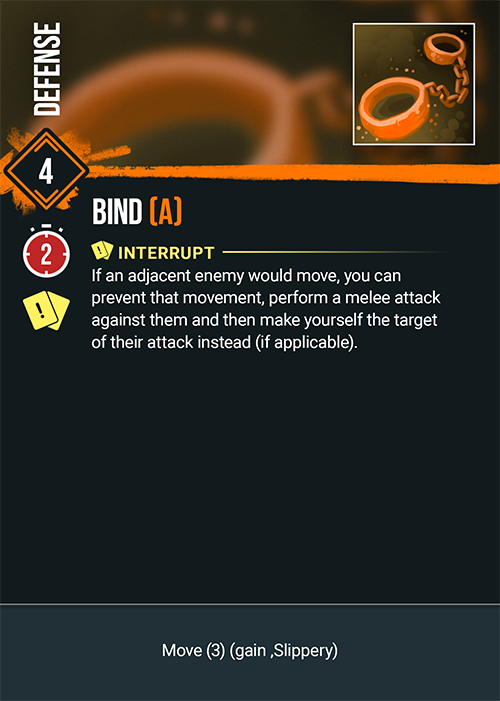 DEFENSE
4
BIND (A)
2
! INTERRUPT
If an adjacent enemy would move, you can
prevent that movement, perform a melee attack
against them and then make yourself the target
of their attack instead (if applicable).
!
Move (3) (gain ,Slippery)